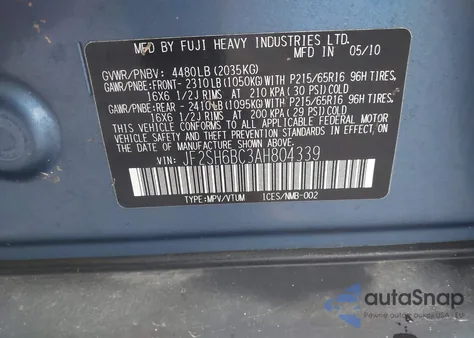 MFD BY FUJI HEAVY INDUSTRIES LTD.
MFD IN 05/10
GVWR/PNBV: 4480LB (2035KG)
GAWR/PNBE:FRONT- 2310LB(1050KG)WITH P215/65R16 96H TIRES.
16X6 1/2J RIMS AT 210 KPA (30 PSI)COLD
GAWR/PNBE:REAR - 2410LB(1095KG)WITH P215/65R16 96H TIRES.
16X6 1/2J RIMS AT 200 KPA (29 PSI)COLD
THIS VEHICLE CONFORMS TO ALL APPLICABLE FEDERAL MOTOR
VEHICLE SAFETY AND THEFT PREVENTION STANDARDS IN
EFFECT ON THE DATE OF MANUFACTURE SHOWN ABOVE.
VIN: JF2SH6BC3AH804339
TYPE:MPV/VTUM ICES/NMB-002
autoSnap
Pewne auto z USA i EU